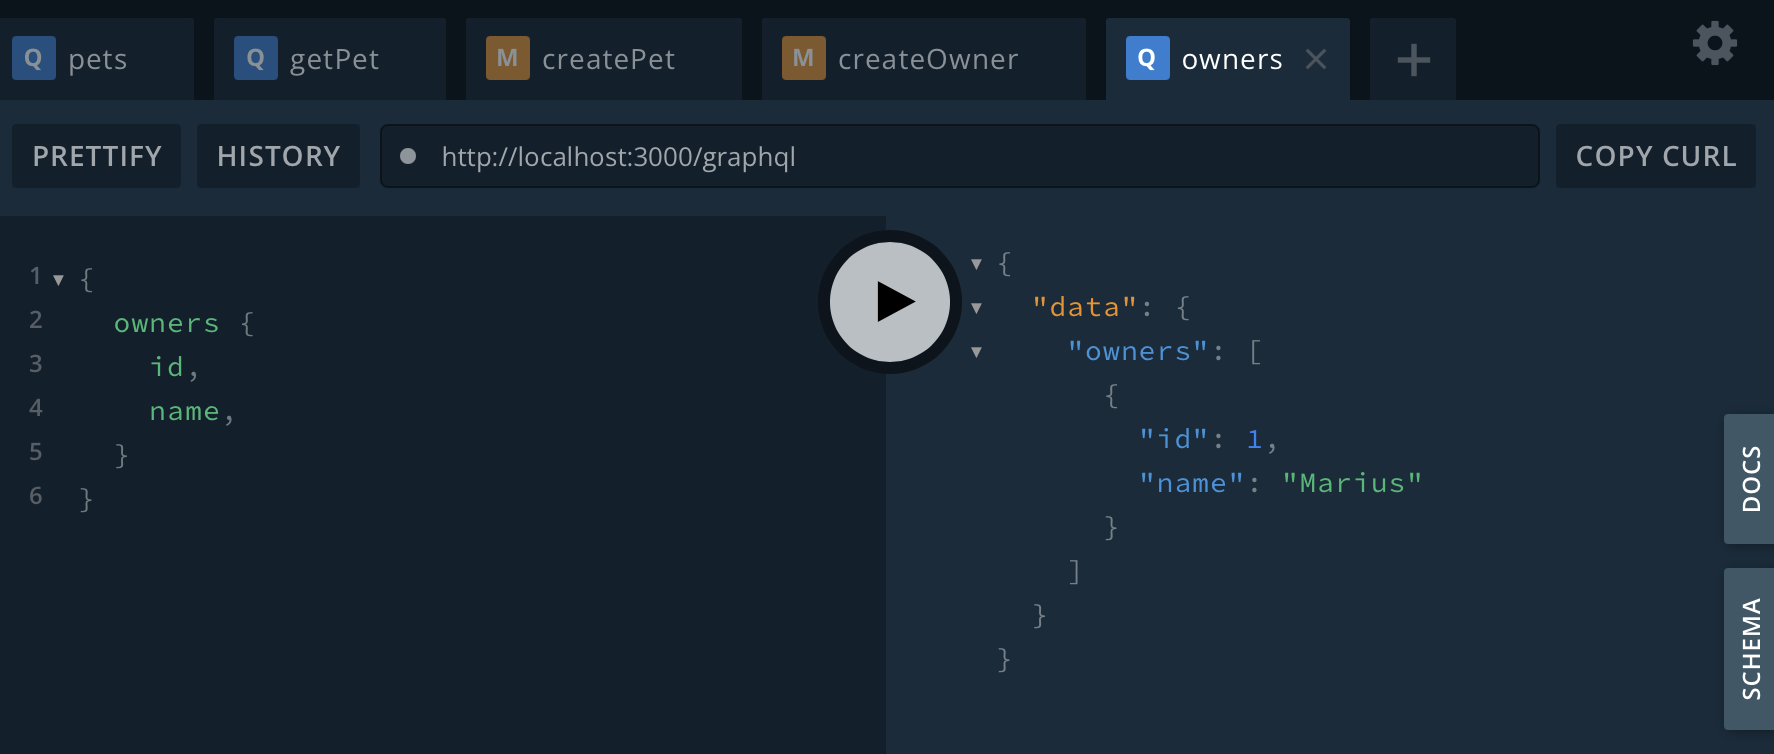 Q pets Q getPet M createPet M createOwner Q owners
PRETTIFY HISTORY http://localhost:3000/graphql COPY CURL
1 {
2 owners {
3 id,
4 name,
5 }
6 }
{
"data": {
"owners": [
{
"id": 1,
"name": "Marius"
}
]
}
}
DOCS
SCHEMA